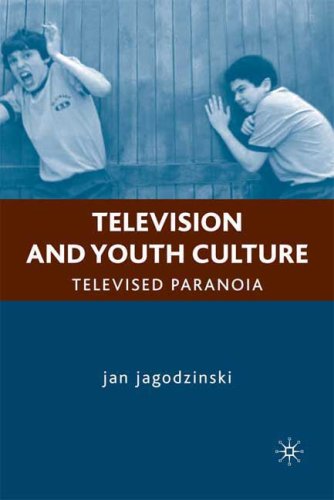 TELEVISION
AND YOUTH CULTURE
TELEVISED PARANOIA
jan jagodzinski